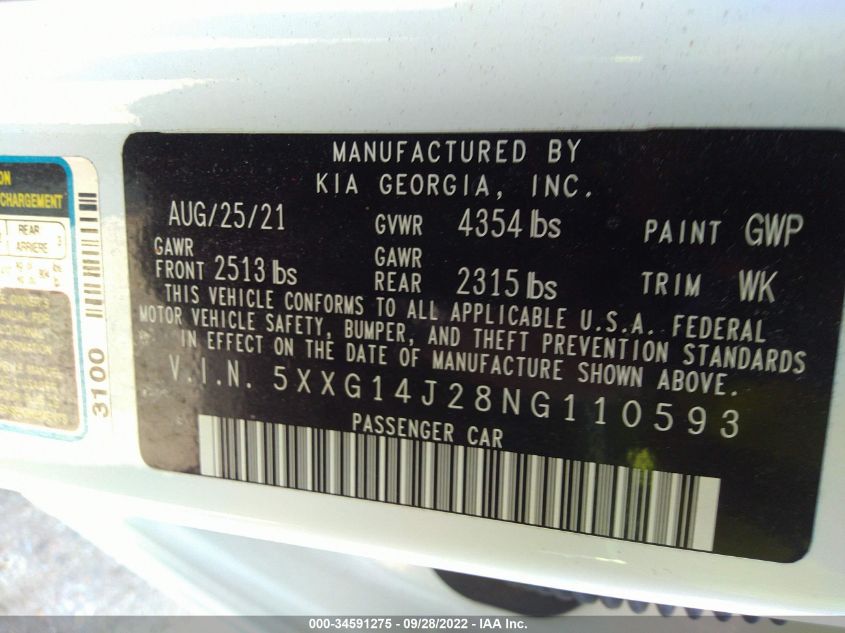 MANUFACTURED BY
KIA GEORGIA, INC.
AUG/25/21 GVWR 4354 lbs PAINT GWP
GAWR FRONT 2513 lbs GAWR REAR 2315 lbs TRIM WK
THIS VEHICLE CONFORMS TO ALL APPLICABLE U.S.A. FEDERAL
MOTOR VEHICLE SAFETY, BUMPER, AND THEFT PREVENTION STANDARDS
IN EFFECT ON THE DATE OF MANUFACTURE SHOWN ABOVE.
V.I.N. 5XXG14J28NG110593
PASSENGER CAR
REAR
ARRIERE 3
3100
000-34591275 - 09/28/2022 - IAA Inc.